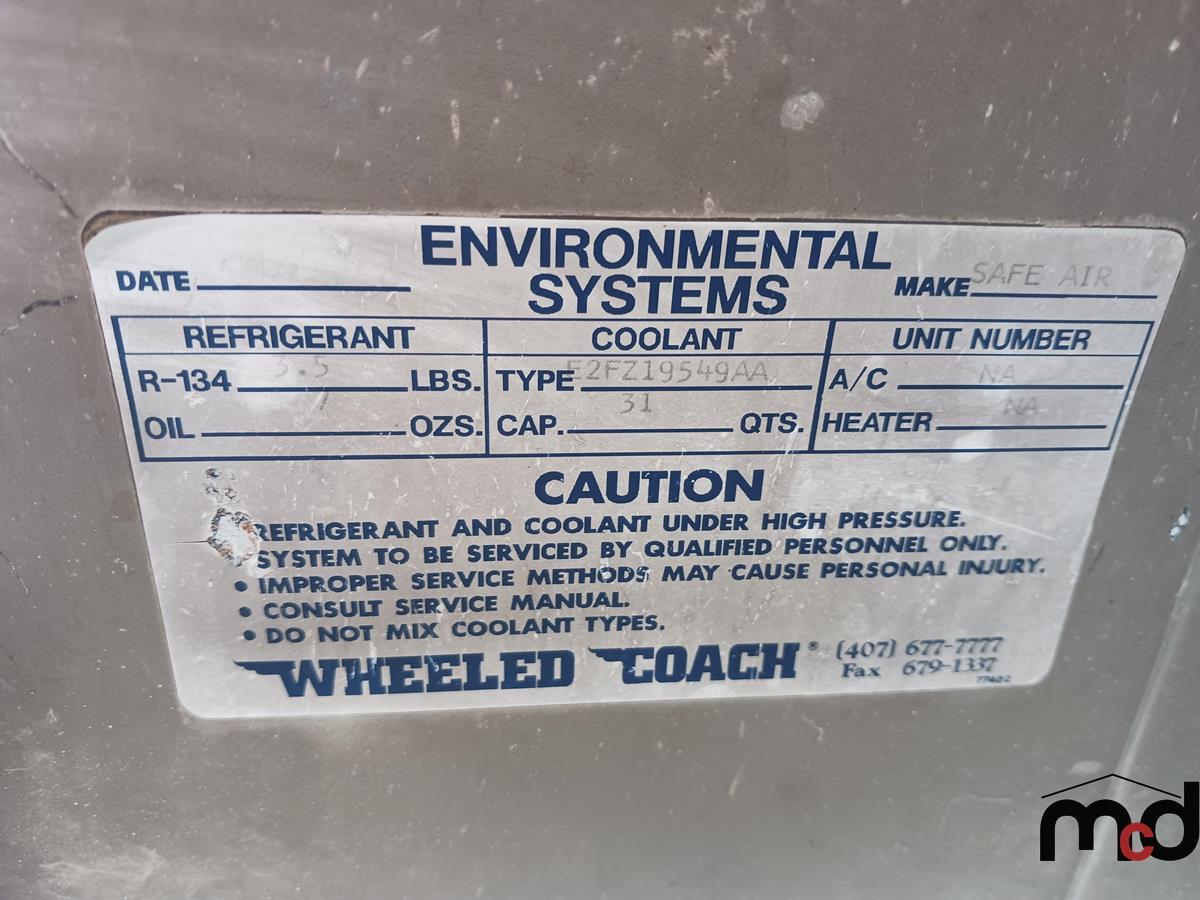 ENVIRONMENTAL
SYSTEMS
DATE
MAKE SAFE AIR
REFRIGERANT COOLANT UNIT NUMBER
R-134 3.5 LBS. TYPE E2FZ19549AA A/C NA
OIL 7 OZS. CAP. 31 QTS. HEATER NA
CAUTION
REFRIGERANT AND COOLANT UNDER HIGH PRESSURE.
SYSTEM TO BE SERVICED BY QUALIFIED PERSONNEL ONLY.
• IMPROPER SERVICE METHODS MAY CAUSE PERSONAL INJURY.
• CONSULT SERVICE MANUAL.
• DO NOT MIX COOLANT TYPES.
WHEELED COACH® (407) 677-7777
Fax 679-1337
77482
mcd